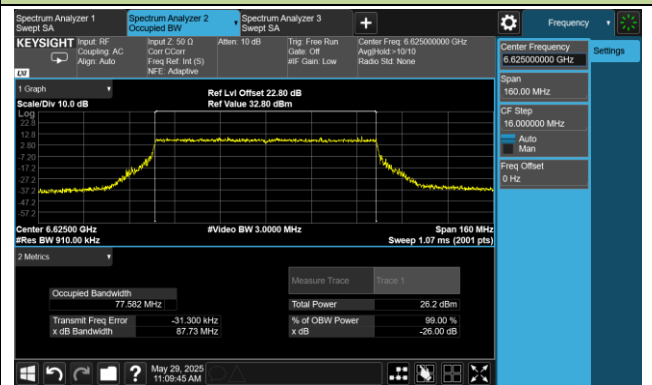 Spectrum Analyzer 1
Swept SA
Spectrum Analyzer 2
Occupied BW
Spectrum Analyzer 3
Swept SA
Frequency
KEYSIGHT
Input: RF
Coupling: AC
Align: Auto
Input Z: 50 Ω
Corr CCorr
Freq Ref: Int (S)
NFE: Adaptive
Atten: 10 dB
Trig: Free Run
Gate: Off
#IF Gain: Low
Center Freq: 6.625000000 GHz
Avg|Hold:>10/10
Radio Std: None
LXI
Center Frequency
6.625000000 GHz
Settings
Span
160.00 MHz
CF Step
16.000000 MHz
Auto
Man
Freq Offset
0 Hz
1 Graph
Scale/Div 10.0 dB
Ref Lvl Offset 22.80 dB
Ref Value 32.80 dBm
Log
22.8
12.8
2.80
-7.20
-17.2
-27.2
-37.2
-47.2
-57.2
Center 6.62500 GHz
#Res BW 910.00 kHz
#Video BW 3.0000 MHz
Span 160 MHz
Sweep 1.07 ms (2001 pts)
2 Metrics
Measure Trace
Trace 1
Occupied Bandwidth
77.582 MHz
Total Power
26.2 dBm
Transmit Freq Error
-31.300 kHz
% of OBW Power
99.00 %
x dB Bandwidth
87.73 MHz
x dB
-26.00 dB
?
May 29, 2025
11:09:45 AM